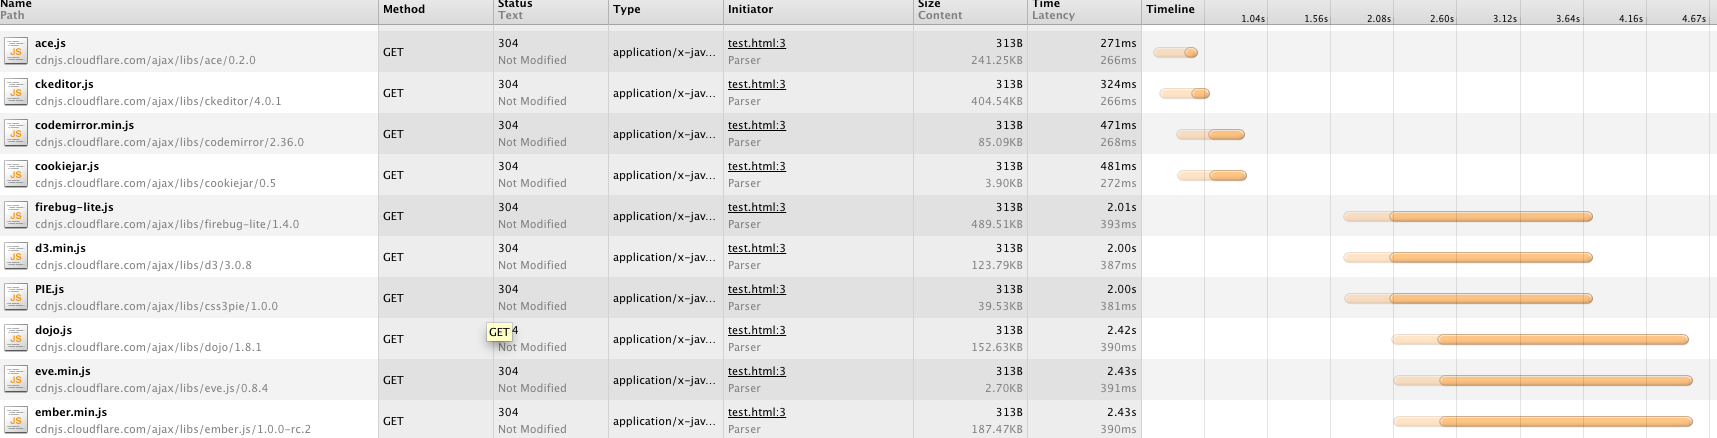 Name Method Status Type Initiator Size Time Timeline
Path Text Content Latency 1.04s 1.56s 2.08s 2.60s 3.12s 3.64s 4.16s 4.67s
ace.js 304 test.html:3 313B 271ms
JS GET application/x-jav...
cdnjs.cloudflare.com/ajax/libs/ace/0.2.0 Not Modified Parser 241.25KB 266ms
ckeditor.js 304 test.html:3 313B 324ms
JS GET application/x-jav...
cdnjs.cloudflare.com/ajax/libs/ckeditor/4.0.1 Not Modified Parser 404.54KB 266ms
codemirror.min.js 304 test.html:3 313B 471ms
JS GET application/x-jav...
cdnjs.cloudflare.com/ajax/libs/codemirror/2.36.0 Not Modified Parser 85.09KB 268ms
cookiejar.js 304 test.html:3 313B 481ms
JS GET application/x-jav...
cdnjs.cloudflare.com/ajax/libs/cookiejar/0.5 Not Modified Parser 3.90KB 272ms
firebug-lite.js 304 test.html:3 313B 2.01s
JS GET application/x-jav...
cdnjs.cloudflare.com/ajax/libs/firebug-lite/1.4.0 Not Modified Parser 489.51KB 393ms
d3.min.js 304 test.html:3 313B 2.00s
JS GET application/x-jav...
cdnjs.cloudflare.com/ajax/libs/d3/3.0.8 Not Modified Parser 123.79KB 387ms
PIE.js 304 test.html:3 313B 2.00s
JS GET application/x-jav...
cdnjs.cloudflare.com/ajax/libs/css3pie/1.0.0 Not Modified Parser 39.53KB 381ms
dojo.js GET 4 test.html:3 313B 2.42s
JS GET application/x-jav...
cdnjs.cloudflare.com/ajax/libs/dojo/1.8.1 Not Modified Parser 152.63KB 390ms
eve.min.js 304 test.html:3 313B 2.43s
JS GET application/x-jav...
cdnjs.cloudflare.com/ajax/libs/eve.js/0.8.4 Not Modified Parser 2.70KB 391ms
ember.min.js 304 test.html:3 313B 2.43s
JS GET application/x-jav...
cdnjs.cloudflare.com/ajax/libs/ember.js/1.0.0-rc.2 Not Modified Parser 187.47KB 390ms